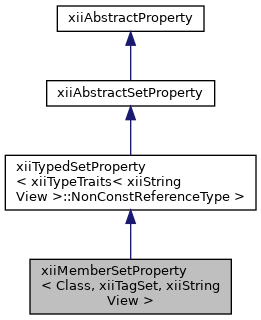 xiiAbstractProperty
xiiAbstractSetProperty
xiiTypedSetProperty
< xiiTypeTraits< xiiString
View >::NonConstReferenceType >
xiiMemberSetProperty
< Class, xiiTagSet, xiiString
View >